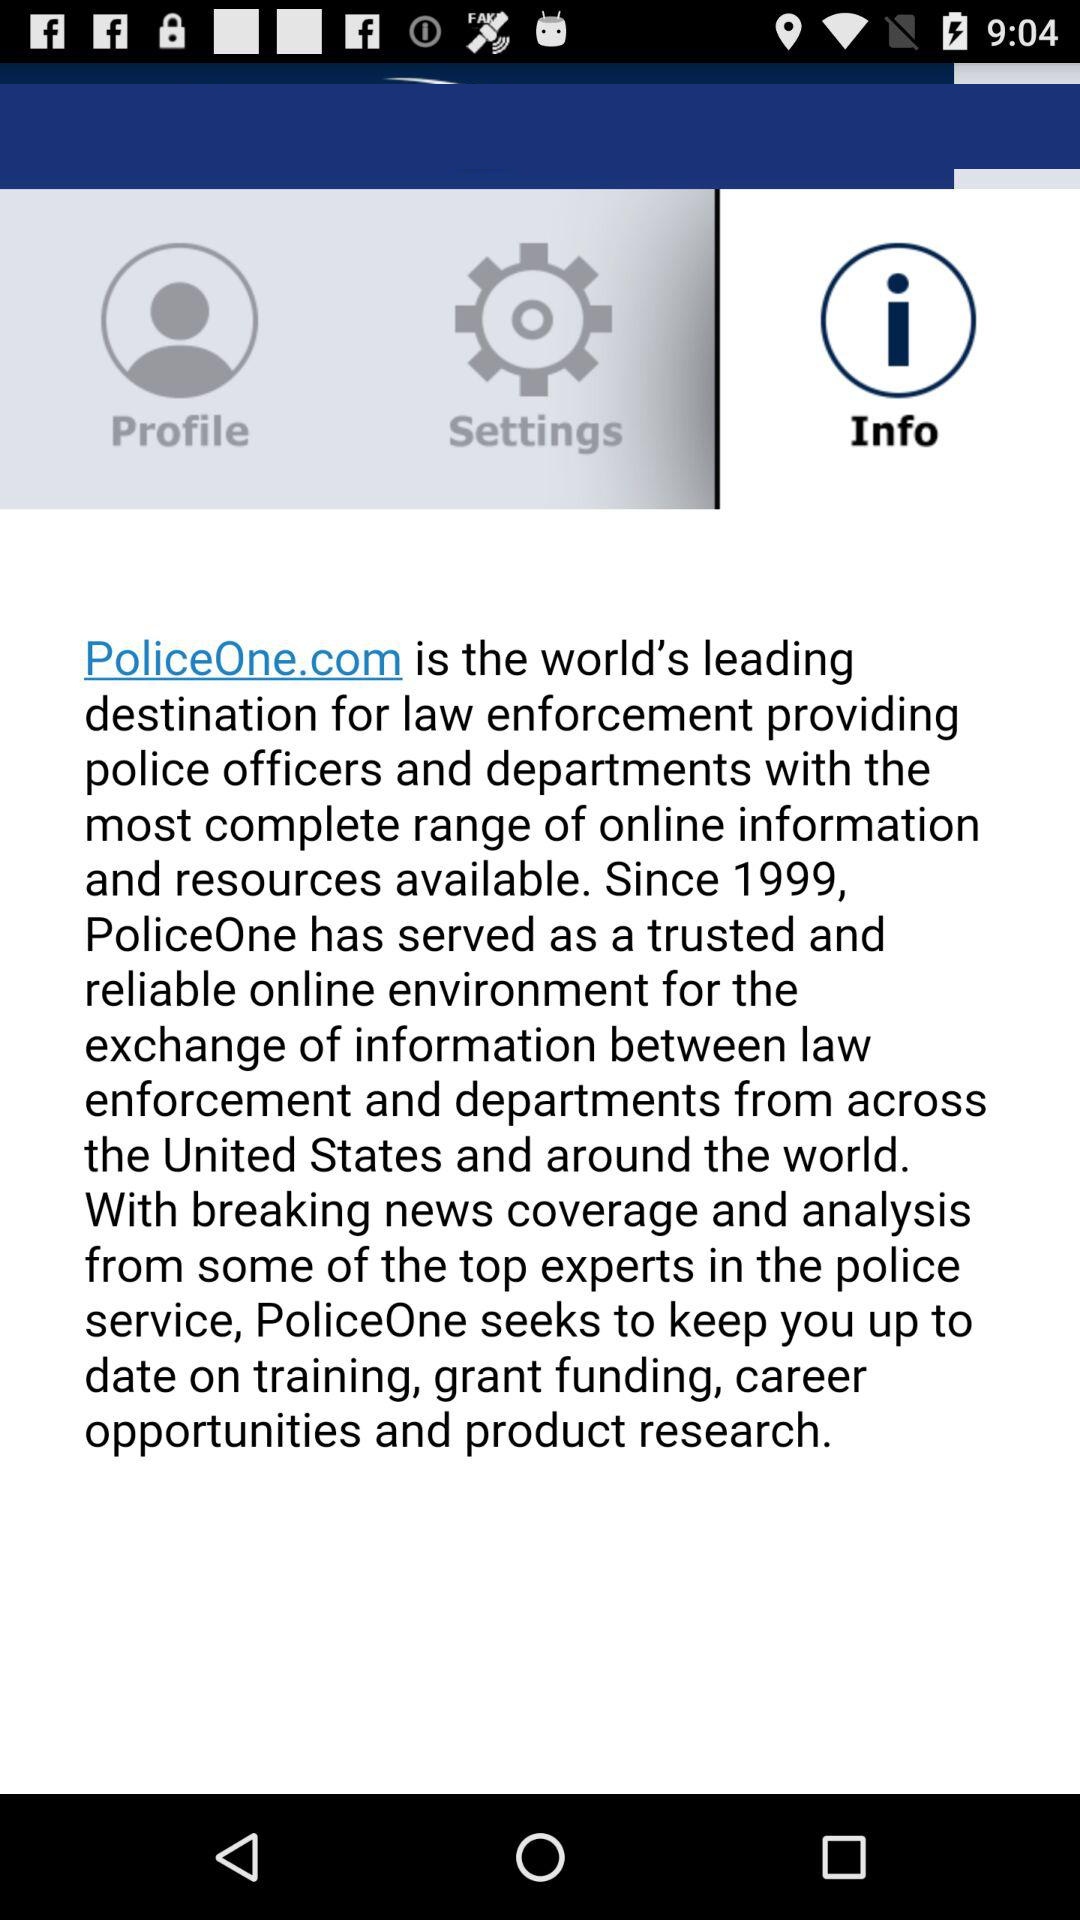 FAKE
9:04
Profile Settings Info
PoliceOne.com is the world’s leading
destination for law enforcement providing
police officers and departments with the
most complete range of online information
and resources available. Since 1999,
PoliceOne has served as a trusted and
reliable online environment for the
exchange of information between law
enforcement and departments from across
the United States and around the world.
With breaking news coverage and analysis
from some of the top experts in the police
service, PoliceOne seeks to keep you up to
date on training, grant funding, career
opportunities and product research.